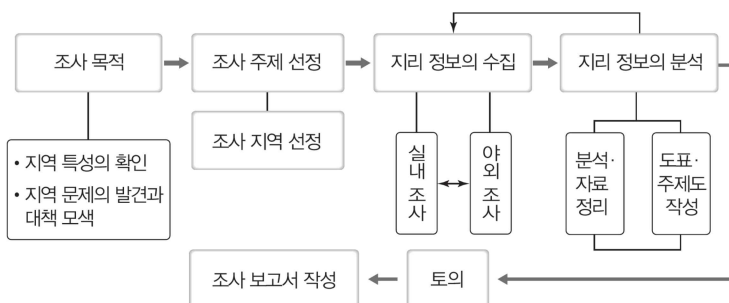 조사 목적
조사 주제 선정
지리 정보의 수집
지리 정보의 분석
• 지역 특성의 확인
• 지역 문제의 발견과
대책 모색
조사 지역 선정
실내 조사
야외 조사
분석·
자료
정리
도표·
주제도
작성
토의
조사 보고서 작성